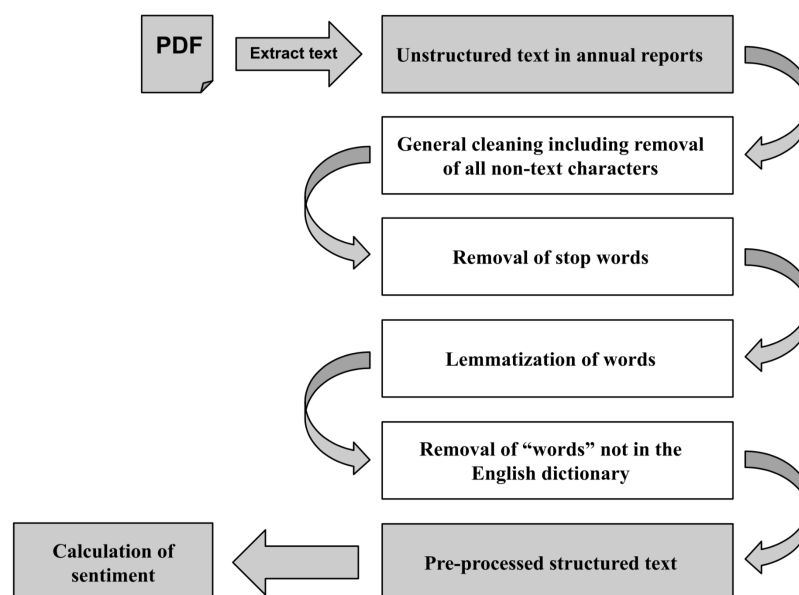 PDF
Extract text
Unstructured text in annual reports
General cleaning including removal
of all non-text characters
Removal of stop words
Lemmatization of words
Removal of “words” not in the
English dictionary
Pre-processed structured text
Calculation of
sentiment